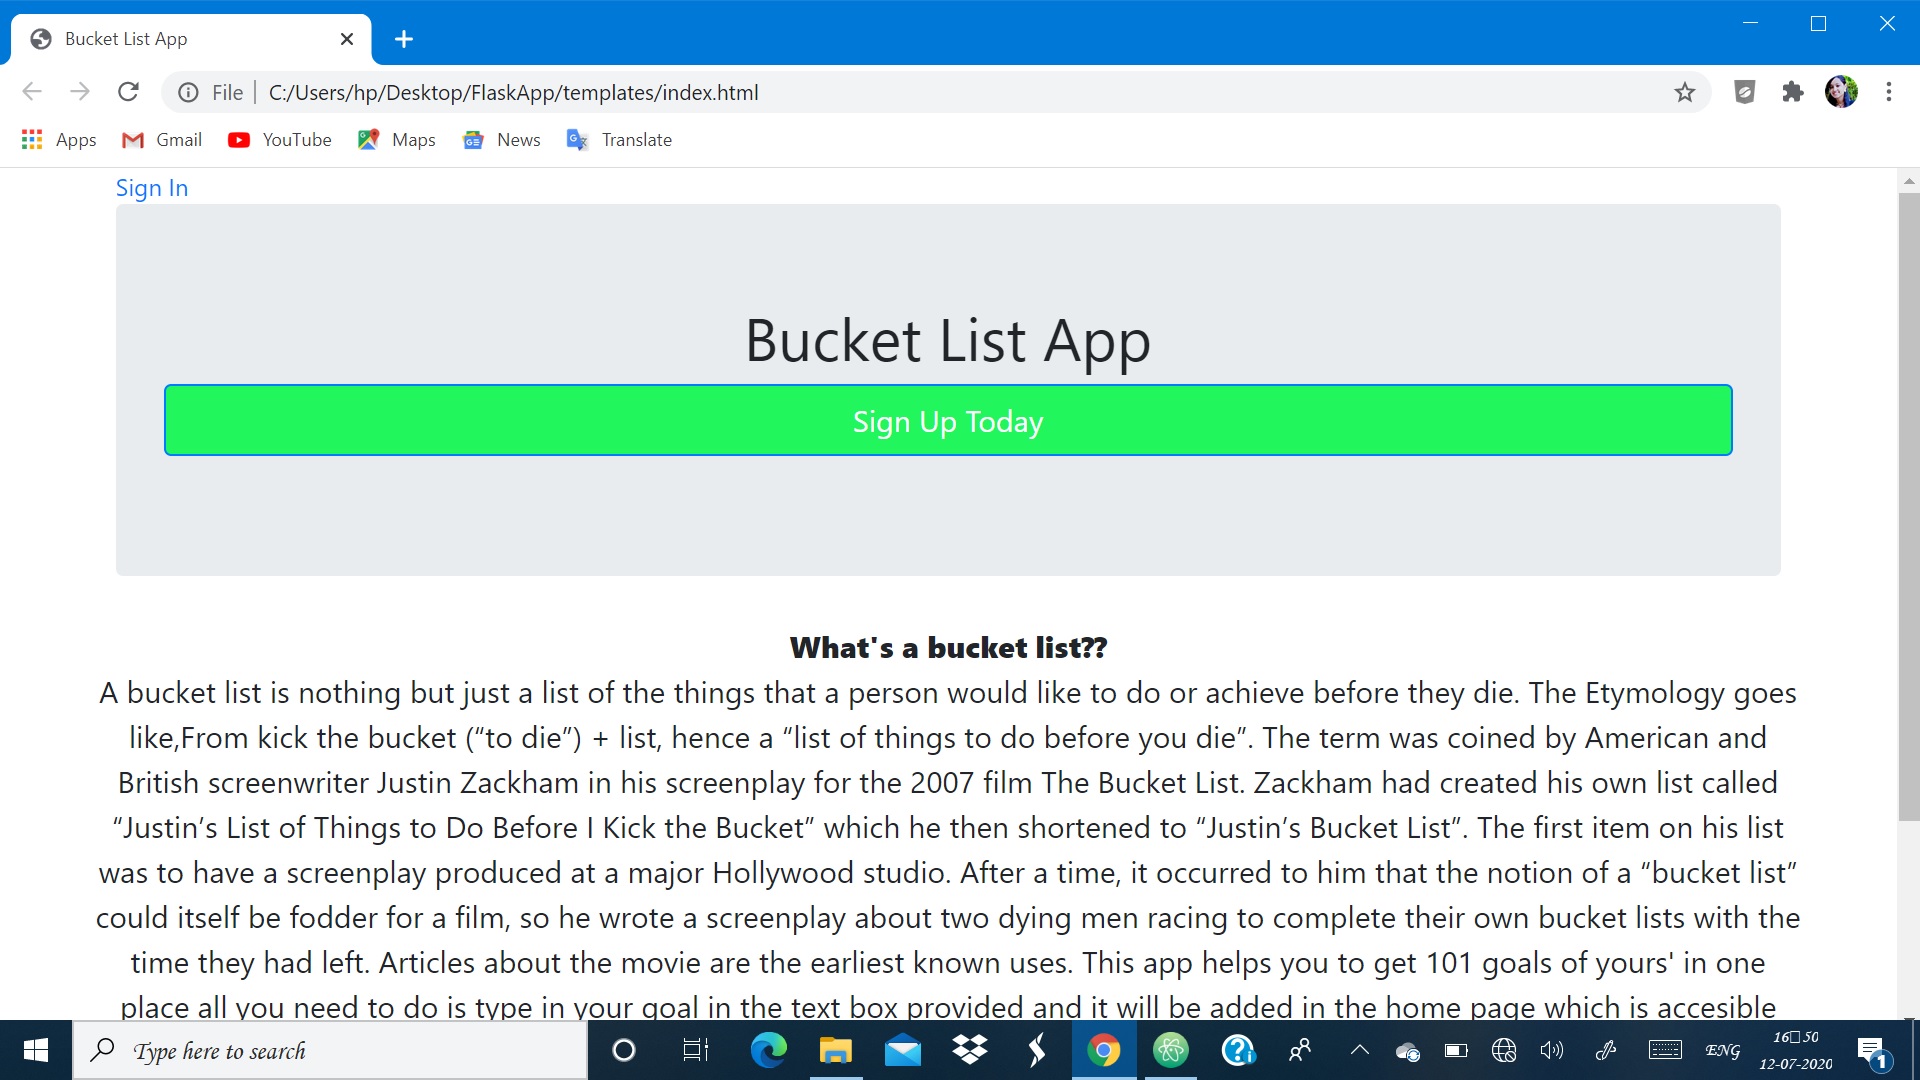 Bucket List App
File C:/Users/hp/Desktop/FlaskApp/templates/index.html
Apps Gmail YouTube Maps News Translate
Sign In
Bucket List App
Sign Up Today
What's a bucket list??
A bucket list is nothing but just a list of the things that a person would like to do or achieve before they die. The Etymology goes
like,From kick the bucket (“to die”) + list, hence a “list of things to do before you die”. The term was coined by American and
British screenwriter Justin Zackham in his screenplay for the 2007 film The Bucket List. Zackham had created his own list called
“Justin’s List of Things to Do Before I Kick the Bucket” which he then shortened to “Justin’s Bucket List”. The first item on his list
was to have a screenplay produced at a major Hollywood studio. After a time, it occurred to him that the notion of a “bucket list”
could itself be fodder for a film, so he wrote a screenplay about two dying men racing to complete their own bucket lists with the
time they had left. Articles about the movie are the earliest known uses. This app helps you to get 101 goals of yours' in one
place all you need to do is type in your goal in the text box provided and it will be added in the home page which is accesible
Type here to search
ENG
16□50
12-07-2020
1